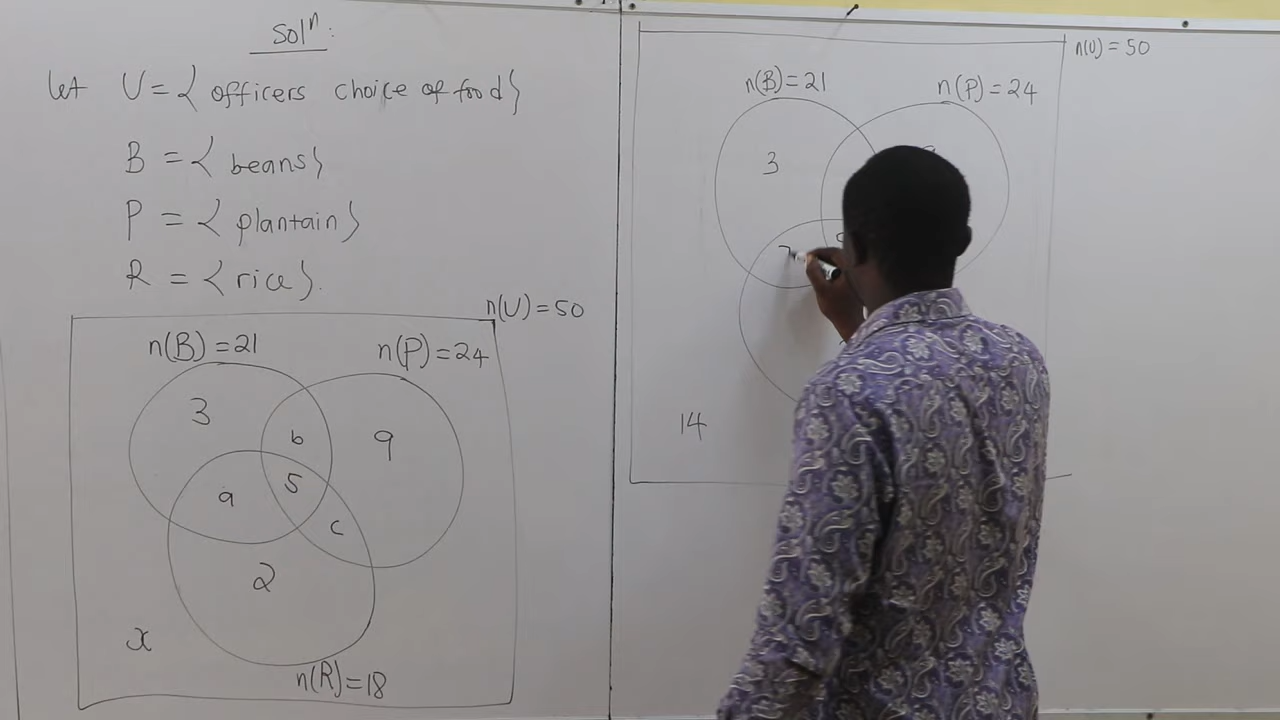 Solⁿ:
let U = { officers choice of food}
B = { beans}
P = { plantain}
R = { rice}.
n(U) = 50
n(B) = 21
n(P) = 24
3
b
9
5
a
c
2
x
n(R) = 18
n(U) = 50
n(B) = 21
n(P) = 24
3
14